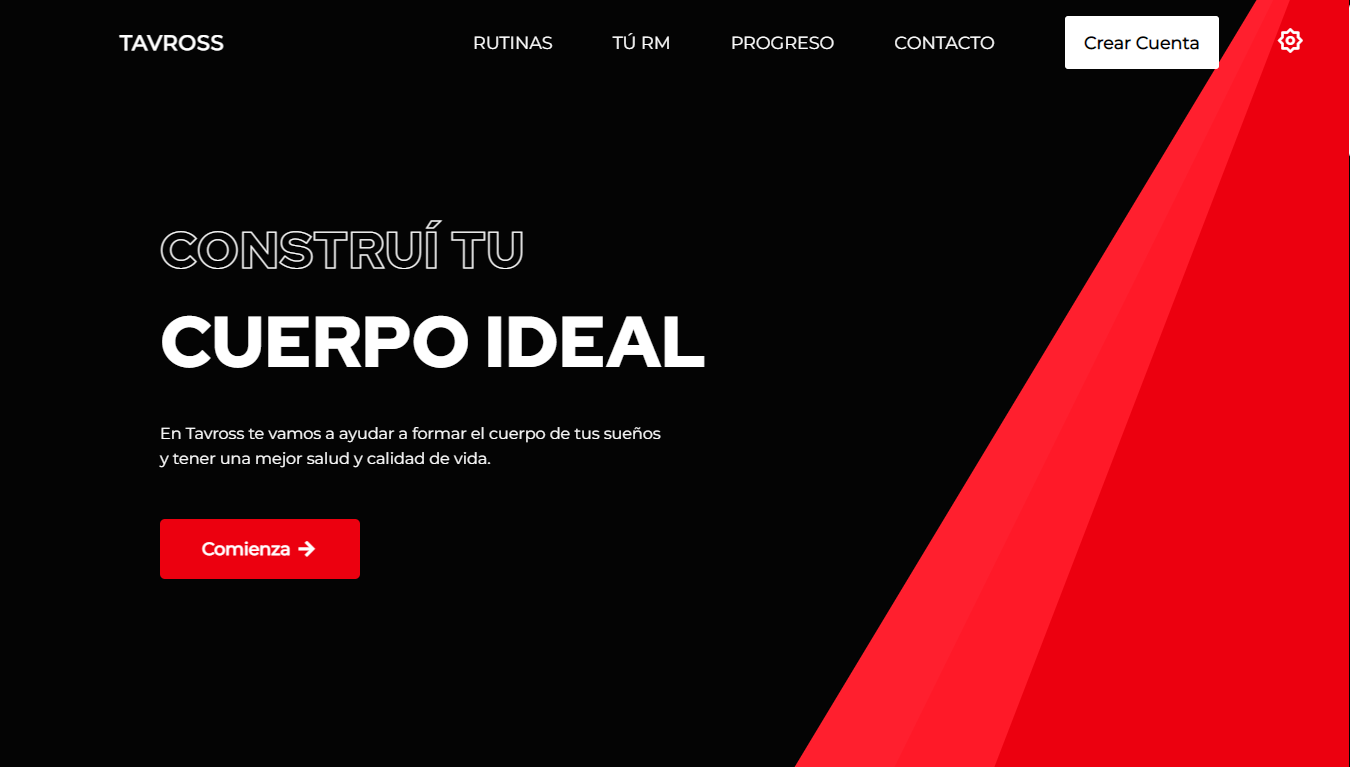 TAVROSS
RUTINAS
TÚ RM
PROGRESO
CONTACTO
Crear Cuenta
CONSTRUÍ TU
CUERPO IDEAL
En Tavross te vamos a ayudar a formar el cuerpo de tus sueños
y tener una mejor salud y calidad de vida.
Comienza →